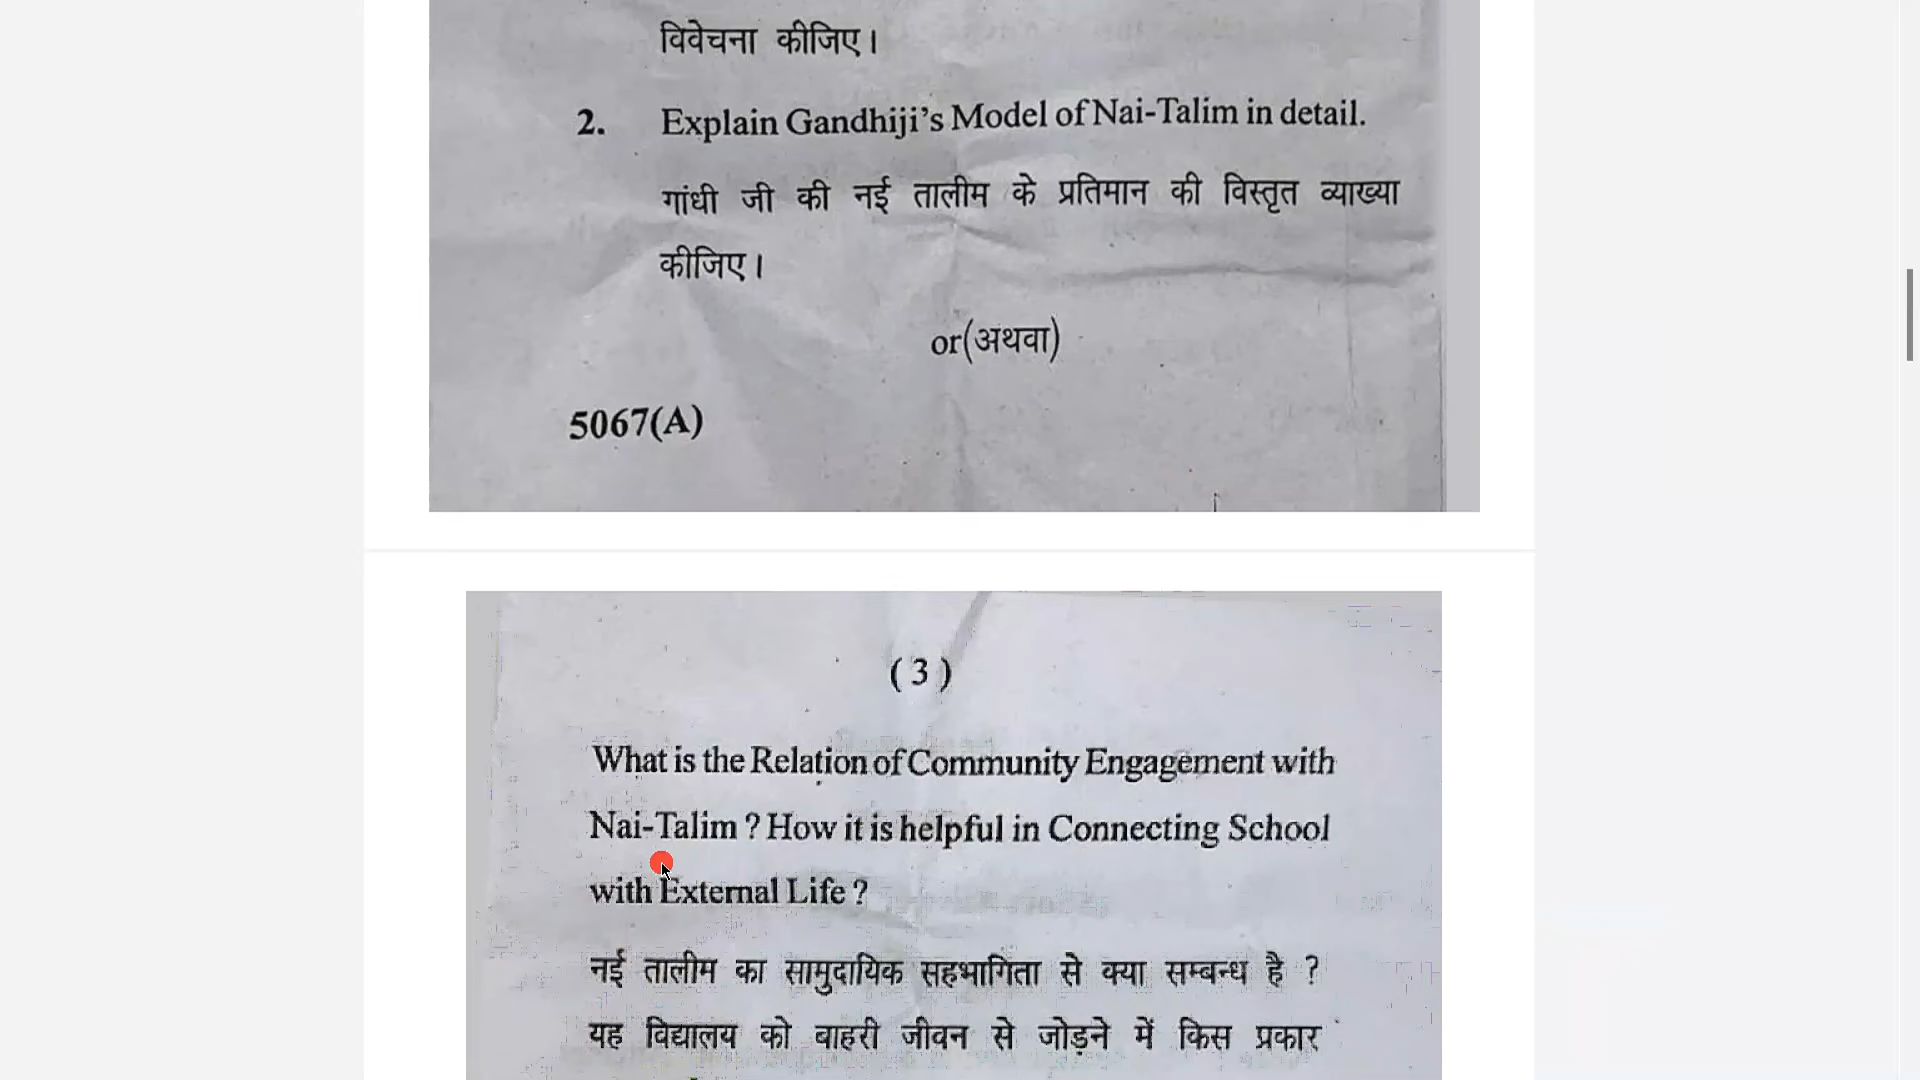 विवेचना कीजिए।
2. Explain Gandhiji's Model of Nai-Talim in detail.
गांधी जी की नई तालीम के प्रतिमान की विस्तृत व्याख्या
कीजिए।
or(अथवा)
5067(A)
( 3 )
What is the Relation of Community Engagement with
Nai-Talim ? How it is helpful in Connecting School
with External Life ?
नई तालीम का सामुदायिक सहभागिता से क्या सम्बन्ध है ?
यह विद्यालय को बाहरी जीवन से जोड़ने में किस प्रकार